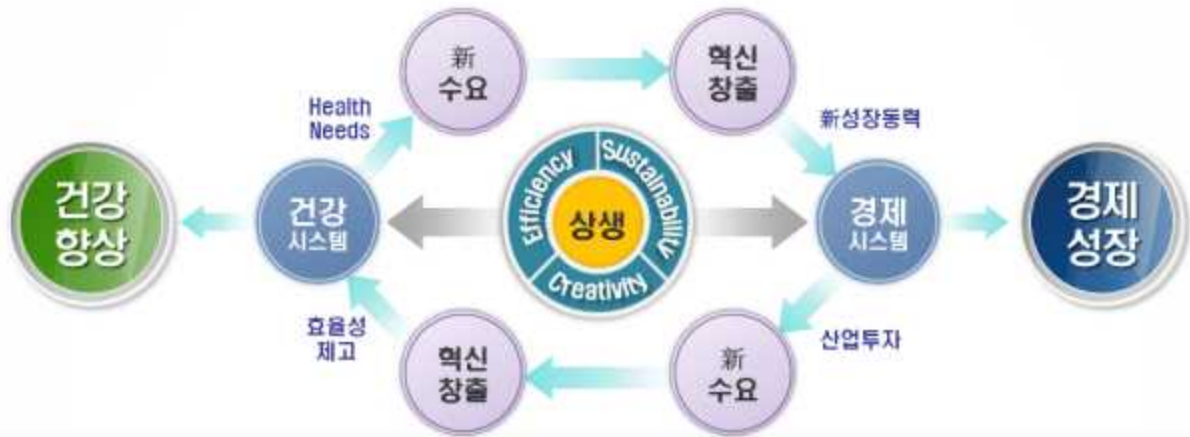 新
수요
혁신
창출
Health
Needs
新성장동력
Efficiency
Sustainability
Creativity
상생
건강
향상
건강
시스템
경제
시스템
경제
성장
효율성
제고
산업투자
혁신
창출
新
수요